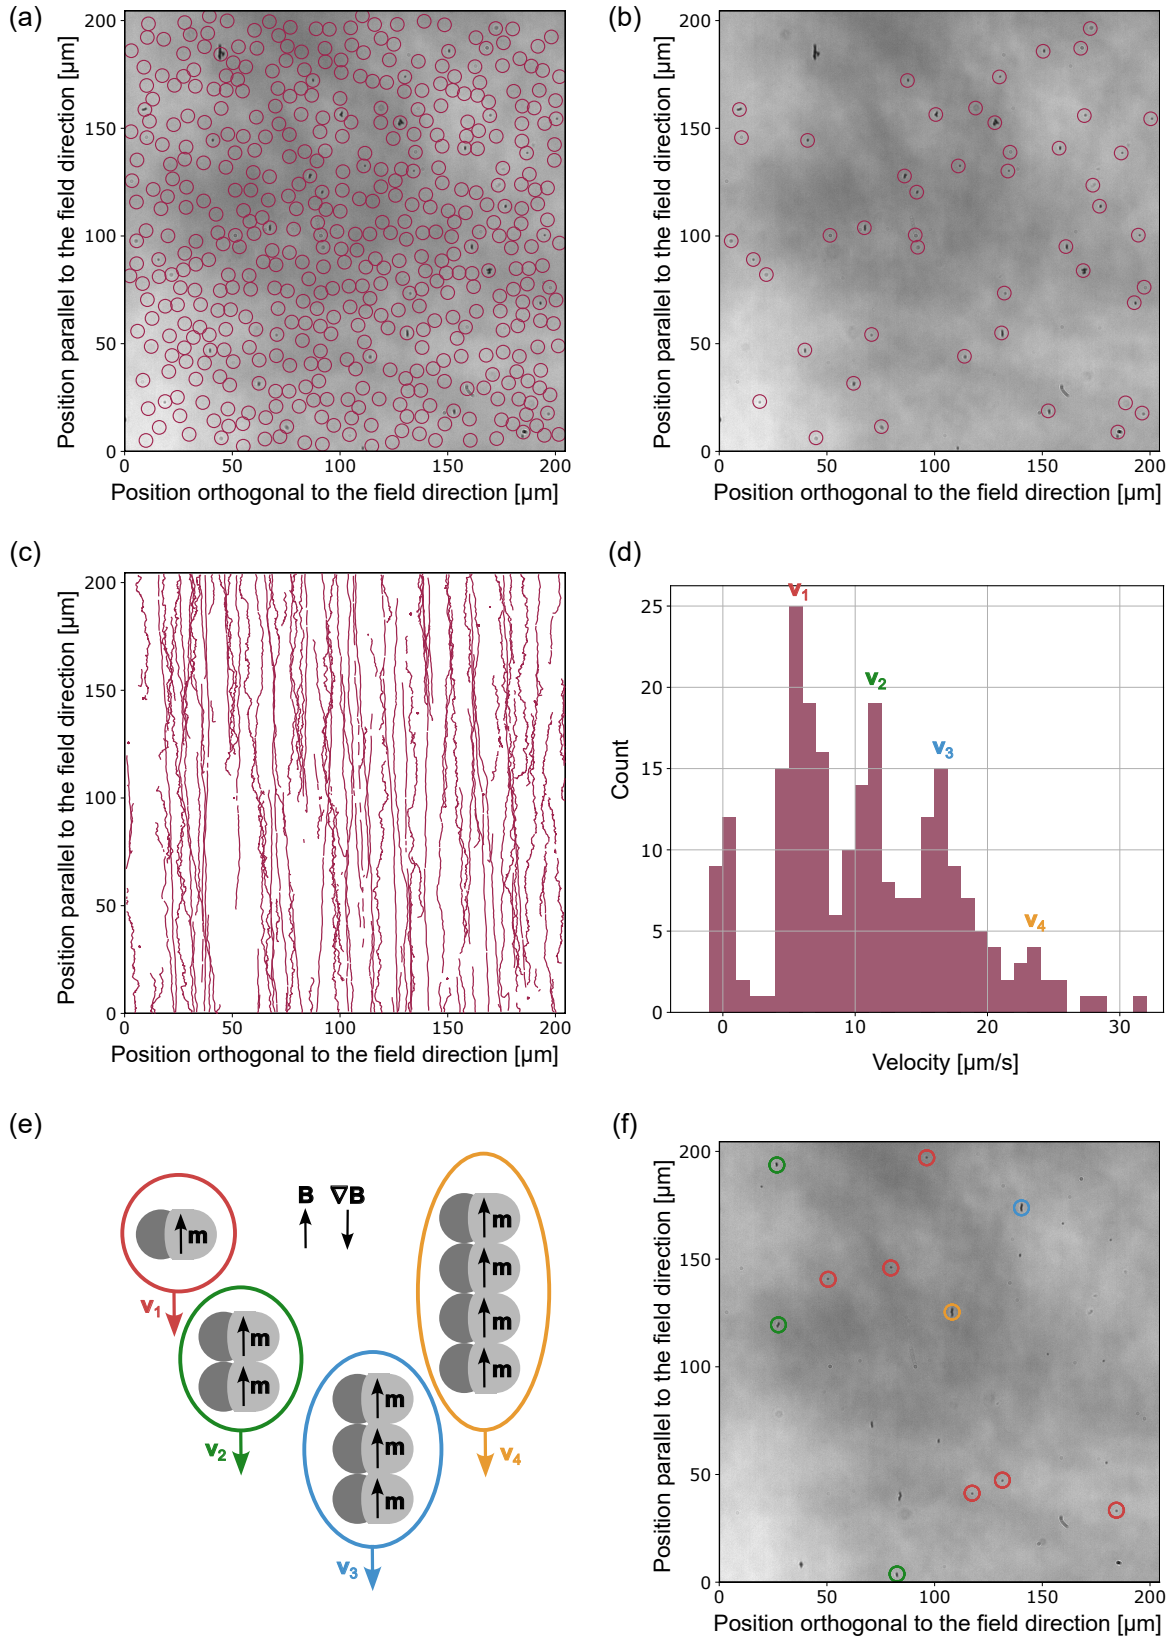 (a)
(b)
200
150
100
50
0
0 50 100 150 200
Position parallel to the field direction [µm]
Position orthogonal to the field direction [µm]
200
150
100
50
0
0 50 100 150 200
Position parallel to the field direction [µm]
Position orthogonal to the field direction [µm]
(c)
(d)
200
150
100
50
0
0 50 100 150 200
Position parallel to the field direction [µm]
Position orthogonal to the field direction [µm]
v1
v2
v3
v4
25
20
15
10
5
0
0 10 20 30
Count
Velocity [µm/s]
(e)
(f)
B ∇B
m
v1
m
m
v2
m
m
m
v3
m
m
m
m
v4
200
150
100
50
0
0 50 100 150 200
Position parallel to the field direction [µm]
Position orthogonal to the field direction [µm]